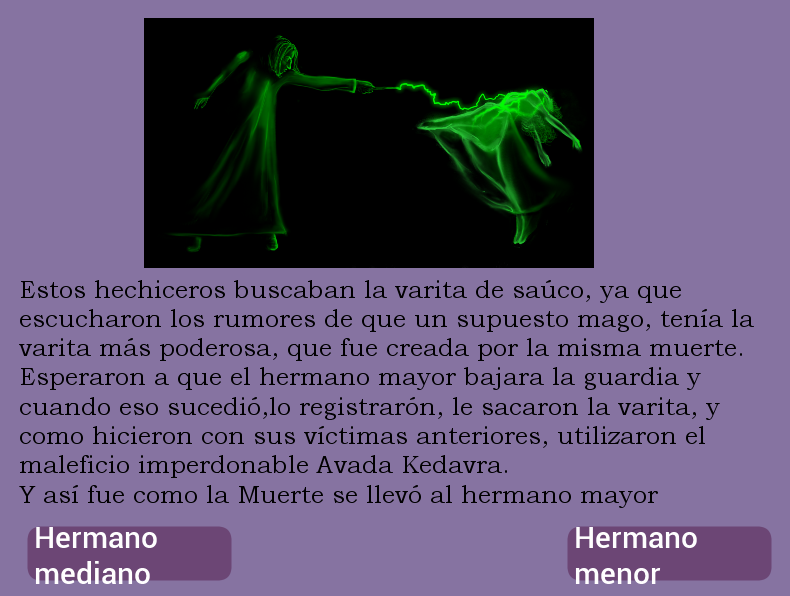 Estos hechiceros buscaban la varita de saúco, ya que
escucharon los rumores de que un supuesto mago, tenía la
varita más poderosa, que fue creada por la misma muerte.
Esperaron a que el hermano mayor bajara la guardia y
cuando eso sucedió,lo registrarón, le sacaron la varita, y
como hicieron con sus víctimas anteriores, utilizaron el
maleficio imperdonable Avada Kedavra.
Y así fue como la Muerte se llevó al hermano mayor
Hermano
mediano
Hermano
menor